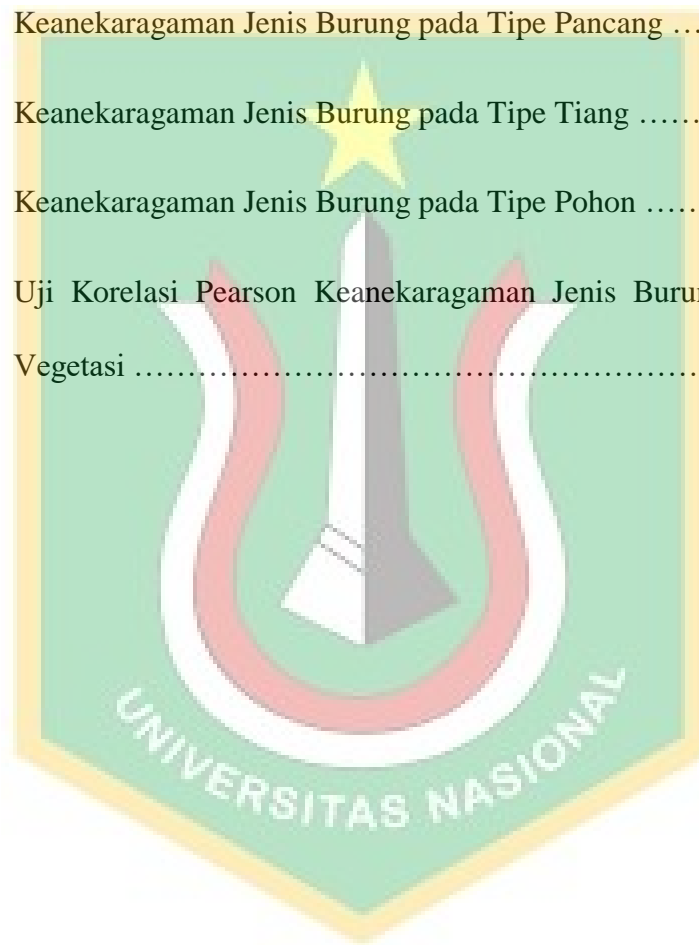 Keanekaragaman Jenis Burung pada Tipe Pancang …
Keanekaragaman Jenis Burung pada Tipe Tiang ……
Keanekaragaman Jenis Burung pada Tipe Pohon ……
Uji Korelasi Pearson Keanekaragaman Jenis
Vegetasi ………………………………………………
UNIVERSITAS NASIONAL